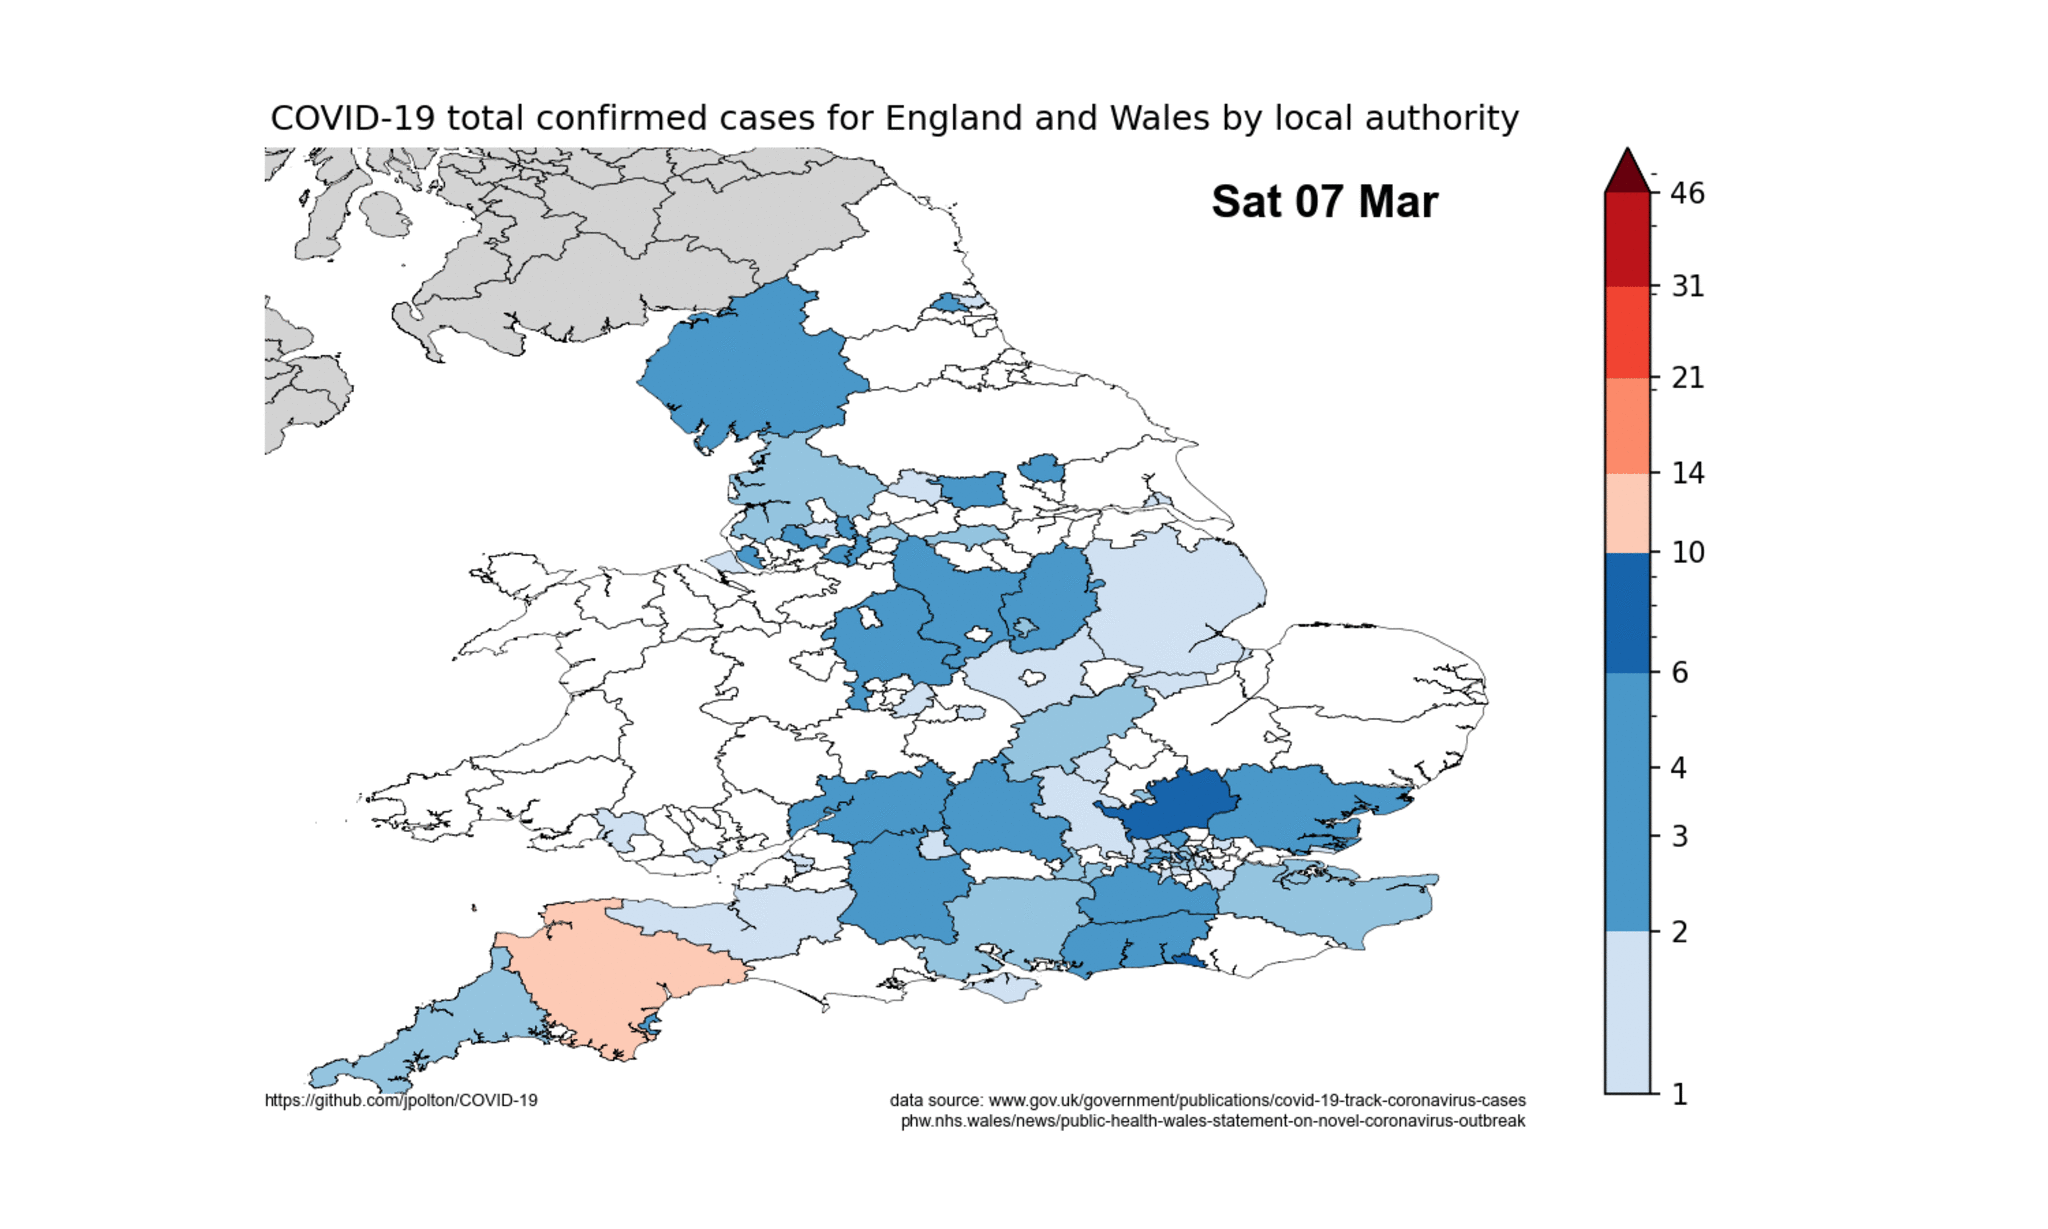 COVID-19 total confirmed cases for England and Wales by local authority
Sat 07 Mar
46
31
21
14
10
6
4
3
2
1
https://github.com/jpolton/COVID-19
data source: www.gov.uk/government/publications/covid-19-track-coronavirus-cases
phw.nhs.wales/news/public-health-wales-statement-on-novel-coronavirus-outbreak